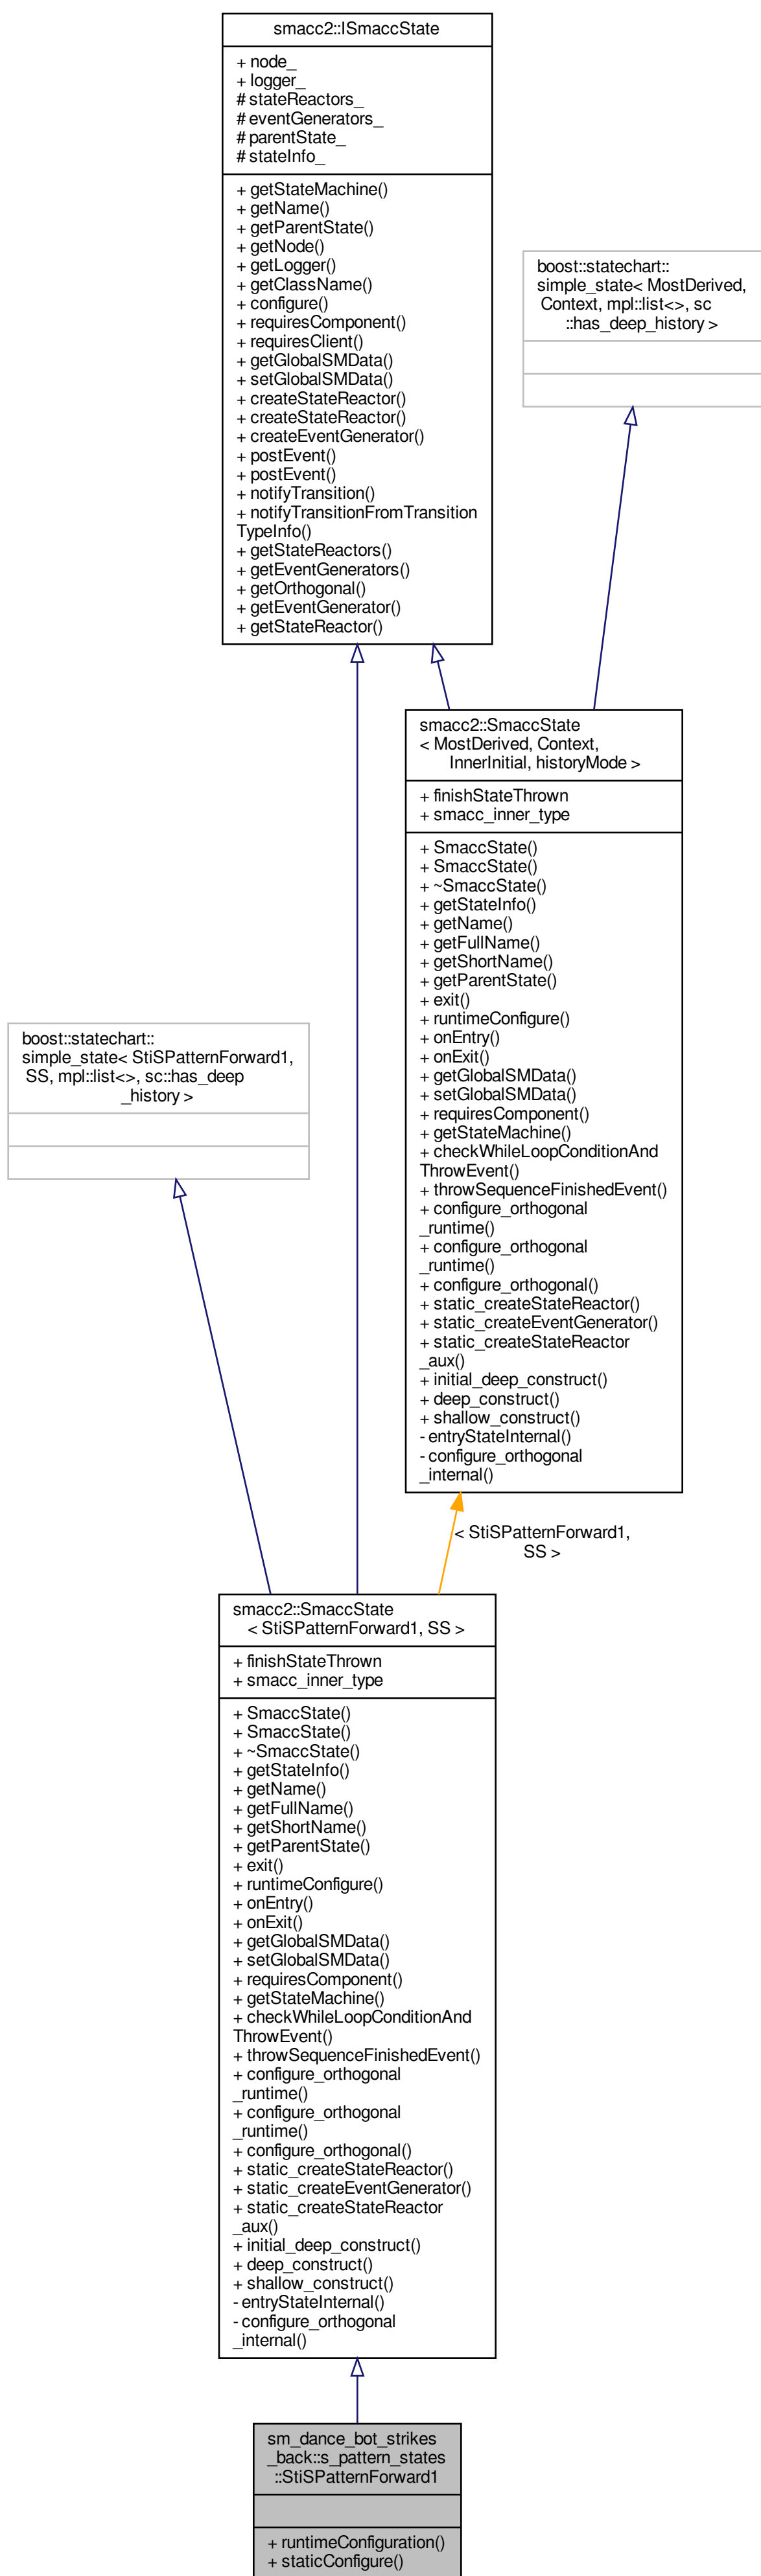 smacc2::ISmaccState
+ node_
+ logger_
# stateReactors_
# eventGenerators_
# parentState_
# stateInfo_
+ getStateMachine()
+ getName()
+ getParentState()
+ getNode()
+ getLogger()
+ getClassName()
+ configure()
+ requiresComponent()
+ requiresClient()
+ getGlobalSMData()
+ setGlobalSMData()
+ createStateReactor()
+ createStateReactor()
+ createEventGenerator()
+ postEvent()
+ postEvent()
+ notifyTransition()
+ notifyTransitionFromTransition
TypeInfo()
+ getStateReactors()
+ getEventGenerators()
+ getOrthogonal()
+ getEventGenerator()
+ getStateReactor()
boost::statechart::
simple_state< MostDerived,
Context, mpl::list<>, sc
::has_deep_history >
smacc2::SmaccState
< MostDerived, Context,
InnerInitial, historyMode >
+ finishStateThrown
+ smacc_inner_type
+ SmaccState()
+ SmaccState()
+ ~SmaccState()
+ getStateInfo()
+ getName()
+ getFullName()
+ getShortName()
+ getParentState()
+ exit()
+ runtimeConfigure()
+ onEntry()
+ onExit()
+ getGlobalSMData()
+ setGlobalSMData()
+ requiresComponent()
+ getStateMachine()
+ checkWhileLoopConditionAnd
ThrowEvent()
+ throwSequenceFinishedEvent()
+ configure_orthogonal
_runtime()
+ configure_orthogonal
_runtime()
+ configure_orthogonal()
+ static_createStateReactor()
+ static_createEventGenerator()
+ static_createStateReactor
_aux()
+ initial_deep_construct()
+ deep_construct()
+ shallow_construct()
- entryStateInternal()
- configure_orthogonal
_internal()
boost::statechart::
simple_state< StiSPatternForward1,
SS, mpl::list<>, sc::has_deep
_history >
< StiSPatternForward1,
SS >
smacc2::SmaccState
< StiSPatternForward1, SS >
+ finishStateThrown
+ smacc_inner_type
+ SmaccState()
+ SmaccState()
+ ~SmaccState()
+ getStateInfo()
+ getName()
+ getFullName()
+ getShortName()
+ getParentState()
+ exit()
+ runtimeConfigure()
+ onEntry()
+ onExit()
+ getGlobalSMData()
+ setGlobalSMData()
+ requiresComponent()
+ getStateMachine()
+ checkWhileLoopConditionAnd
ThrowEvent()
+ throwSequenceFinishedEvent()
+ configure_orthogonal
_runtime()
+ configure_orthogonal
_runtime()
+ configure_orthogonal()
+ static_createStateReactor()
+ static_createEventGenerator()
+ static_createStateReactor
_aux()
+ initial_deep_construct()
+ deep_construct()
+ shallow_construct()
- entryStateInternal()
- configure_orthogonal
_internal()
sm_dance_bot_strikes
_back::s_pattern_states
::StiSPatternForward1
+ runtimeConfiguration()
+ staticConfigure()